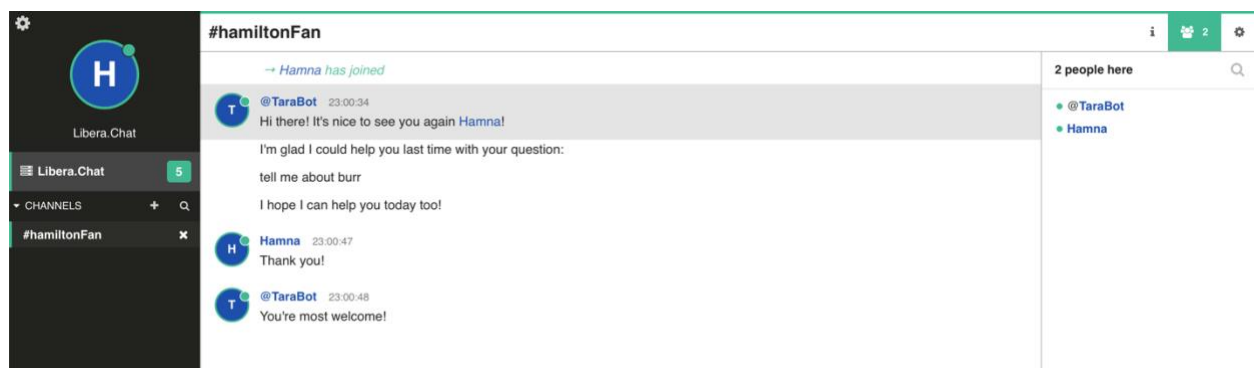 #hamiltonFan
i
2
H
Libera.Chat
Libera.Chat
5
CHANNELS
+
#hamiltonFan
→ Hamna has joined
T
@TaraBot 23:00:34
Hi there! It's nice to see you again Hamna!
I'm glad I could help you last time with your question:
tell me about burr
I hope I can help you today too!
H
Hamna 23:00:47
Thank you!
T
@TaraBot 23:00:48
You're most welcome!
2 people here
@TaraBot
Hamna